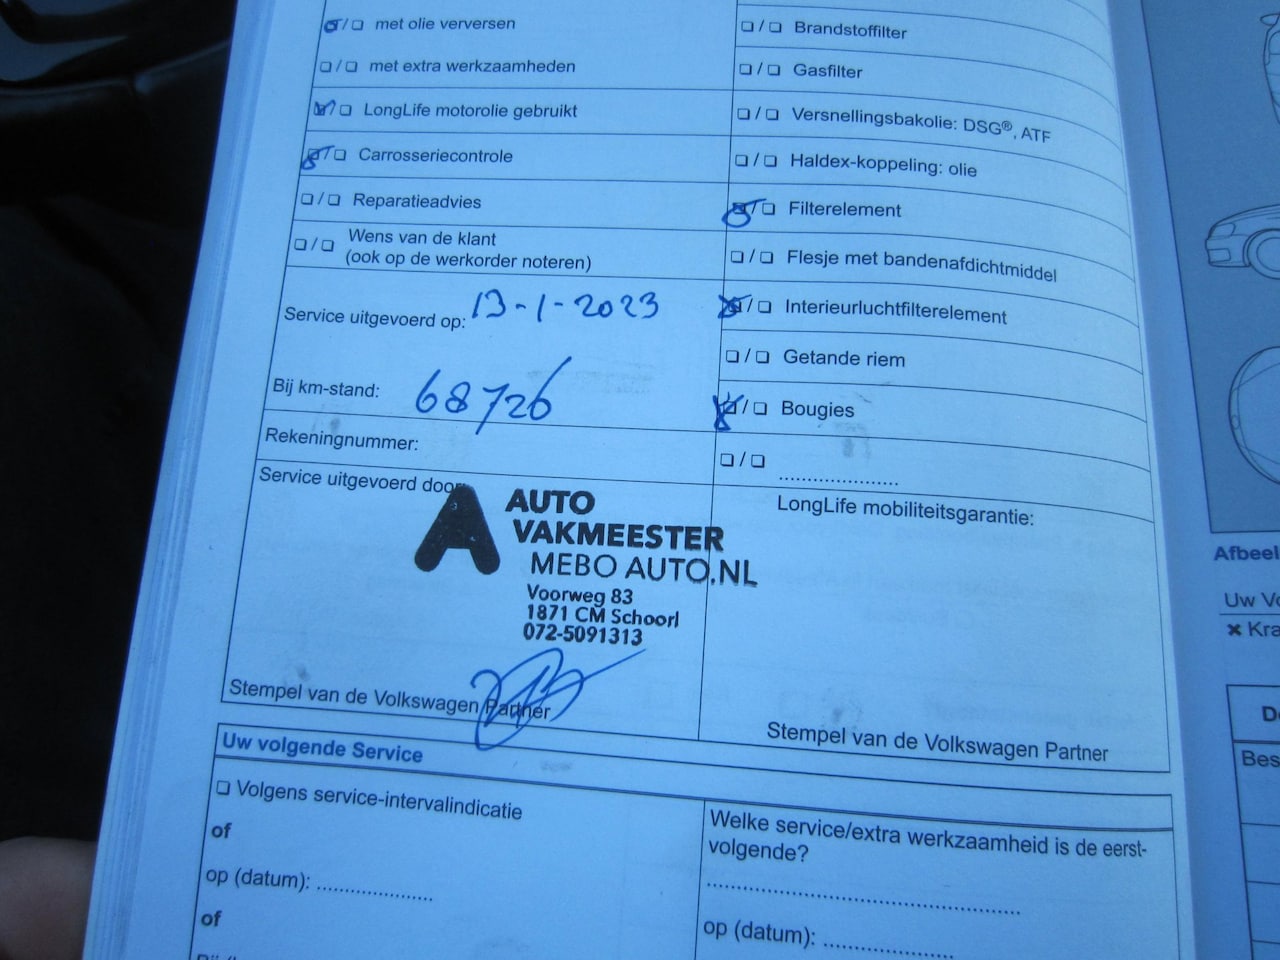 ❏/❏ met olie verversen
❏/❏ met extra werkzaamheden
❏/❏ LongLife motorolie gebruikt
❏/❏ Carrosseriecontrole
❏/❏ Reparatieadvies
❏/❏ Wens van de klant
(ook op de werkorder noteren)
Service uitgevoerd op: 13-1-2023
Bij km-stand: 68726
Rekeningnummer:
Service uitgevoerd door
AUTO
VAKMEESTER
MEBO AUTO.NL
Voorweg 83
1871 CM Schoorl
072-5091313
Stempel van de Volkswagen Partner
❏/❏ Brandstoffilter
❏/❏ Gasfilter
❏/❏ Versnellingsbakolie: DSG®, ATF
❏/❏ Haldex-koppeling: olie
❏/❏ Filterelement
❏/❏ Flesje met bandenafdichtmiddel
❏/❏ Interieurluchtfilterelement
❏/❏ Getande riem
❏/❏ Bougies
❏/❏ ......................
LongLife mobiliteitsgarantie:
Stempel van de Volkswagen Partner
Uw volgende Service
❏ Volgens service-intervalindicatie
of
op (datum): .....................
of
Welke service/extra werkzaamheid is de eerst-
volgende?
op (datum): .....................
Afbeel
Uw Vo
✖ Kra
Bes